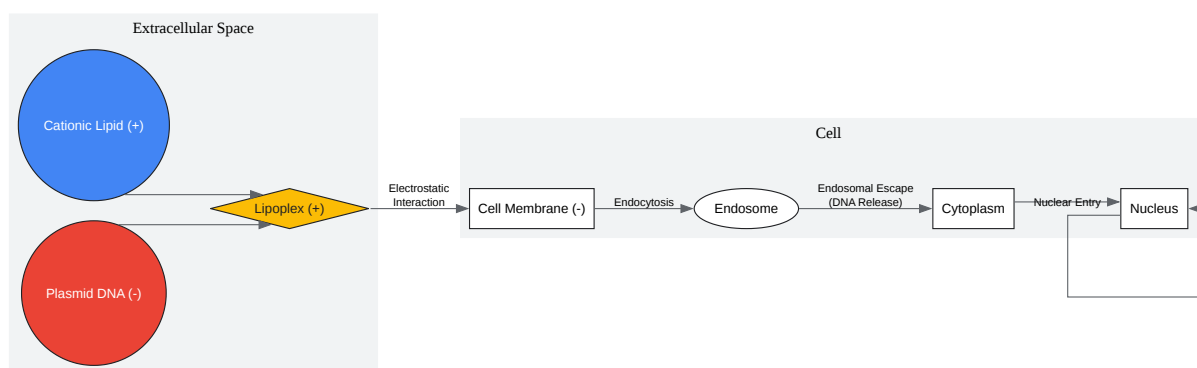 Extracellular Space
Cationic Lipid (+)
Plasmid DNA (-)
Lipoplex (+)
Electrostatic
Interaction
Cell
Cell Membrane (-)
Endocytosis
Endosome
Endosomal Escape
(DNA Release)
Cytoplasm
Nuclear Entry
Nucleus